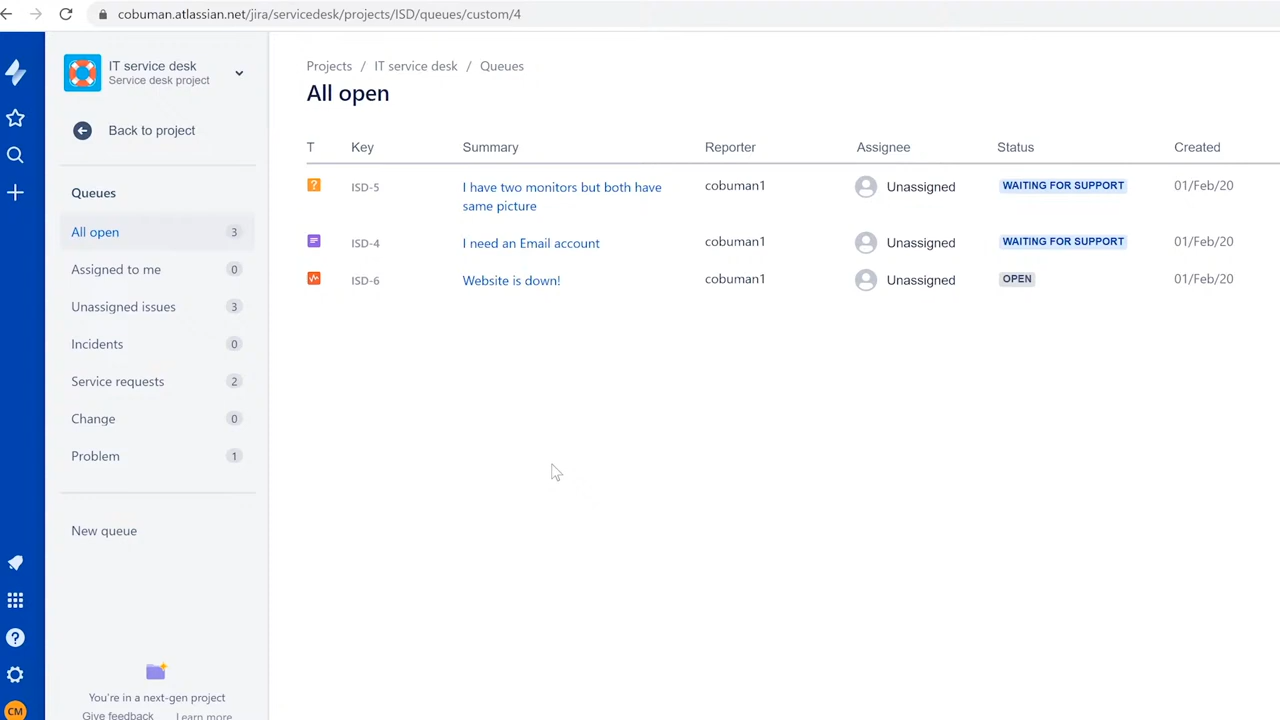 cobuman.atlassian.net/jira/servicedesk/projects/ISD/queues/custom/4
IT service desk
Service desk project
Back to project
Queues
All open 3
Assigned to me 0
Unassigned issues 3
Incidents 0
Service requests 2
Change 0
Problem 1
New queue
You're in a next-gen project
Give feedback Learn more
CM
Projects / IT service desk / Queues
All open
T Key Summary Reporter Assignee Status Created
ISD-5 I have two monitors but both have cobuman1 Unassigned WAITING FOR SUPPORT 01/Feb/20
same picture
ISD-4 I need an Email account cobuman1 Unassigned WAITING FOR SUPPORT 01/Feb/20
ISD-6 Website is down! cobuman1 Unassigned OPEN 01/Feb/20